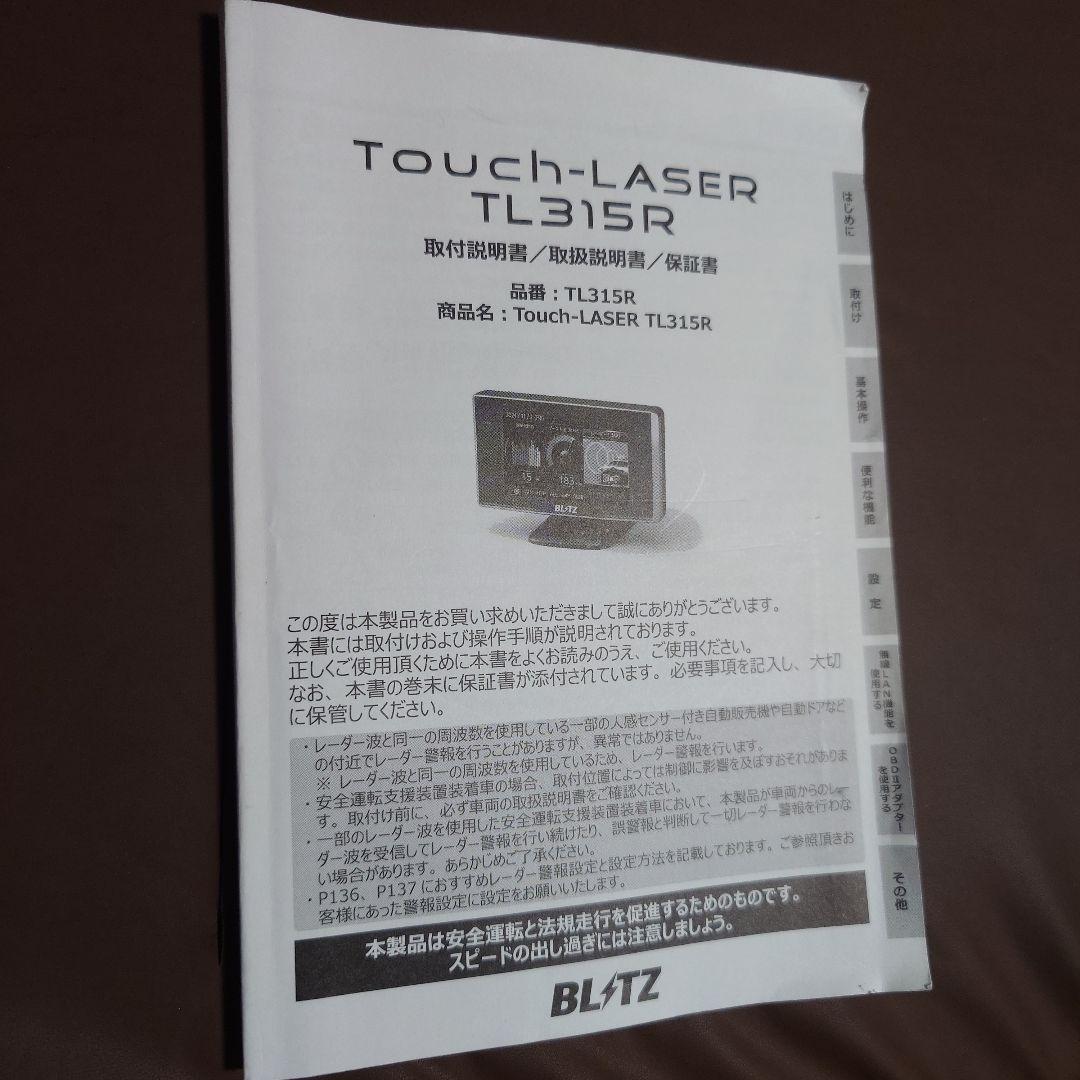 Touch-LASER
TL315R
取付説明書／取扱説明書／保証書
品番：TL315R
商品名：Touch-LASER TL315R
BLITZ
この度は本製品をお買い求めいただきまして誠にありがとうございます。
本書には取付けおよび操作手順が説明されております。
正しくご使用頂くために本書をよくお読みのうえ、ご使用ください。
なお、本書の巻末に保証書が添付されています。必要事項を記入し、大切
に保管してください。
・レーダー波と同一の周波数を使用している一部の人感センサー付き自動販売機や自動ドアなど
の付近でレーダー警報を行うことがありますが、異常ではありません。
※ レーダー波と同一の周波数を使用しているため、レーダー警報を行います。
・安全運転支援装置装着車の場合、取付位置によっては制御に影響を及ぼすおそれがありま
す。取付け前に、必ず車両の取扱説明書をご確認ください。
・一部のレーダー波を使用した安全運転支援装置装着車において、本製品が車両からのレー
ダー波を受信してレーダー警報を行い続けたり、誤警報と判断して一切レーダー警報を行わな
い場合があります。あらかじめご了承ください。
・P136、P137 におすすめレーダー警報設定と設定方法を記載しております。ご参照頂きお
客様にあった警報設定に設定をお願いいたします。
本製品は安全運転と法規走行を促進するためのものです。
スピードの出し過ぎには注意しましょう。
BLITZ
はじめに
取付け
基本操作
便利な機能
設定
無線LAN機能を
使用する
OBDⅡアダプター
を使用する
その他